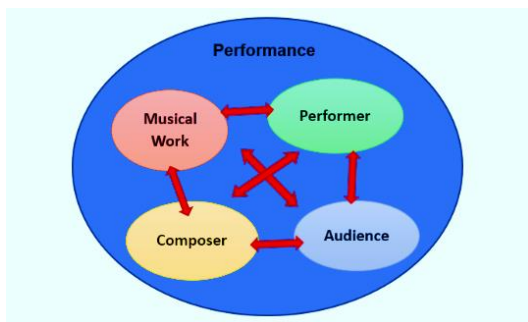 Performance
Musical
Work
Performer
Composer
Audience